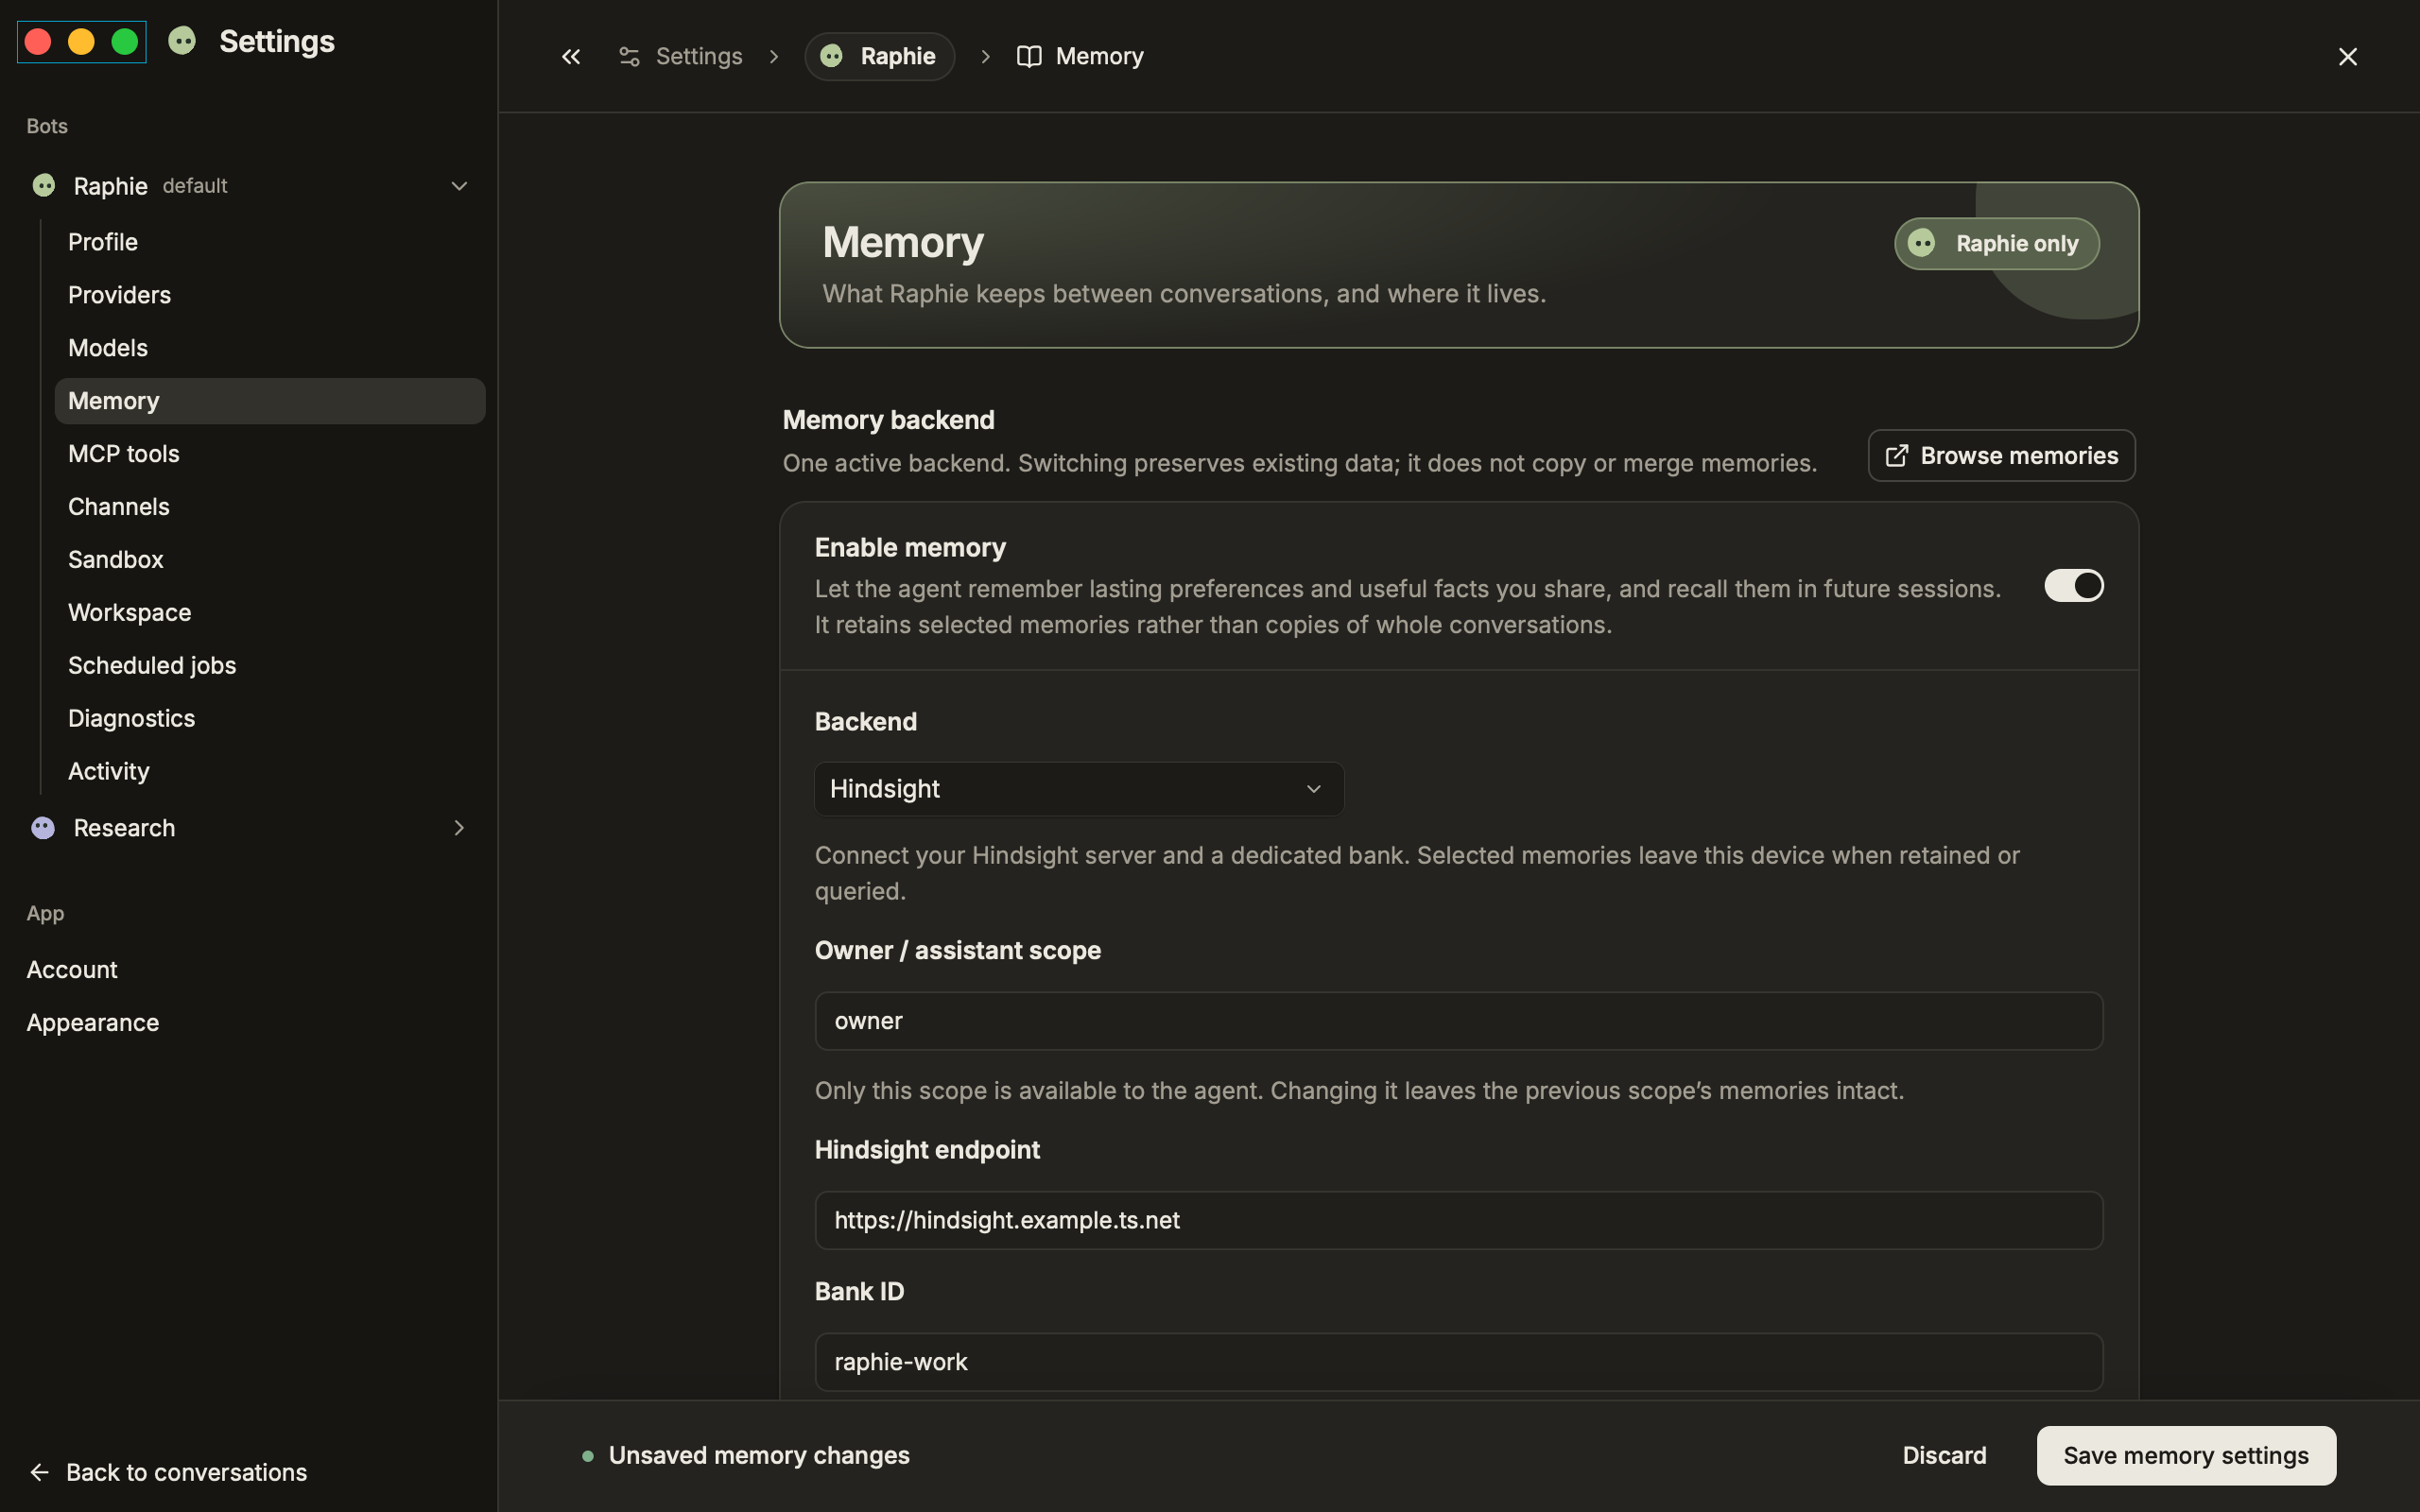 Settings
Bots
Raphie default
Profile
Providers
Models
Memory
MCP tools
Channels
Sandbox
Workspace
Scheduled jobs
Diagnostics
Activity
Research
App
Account
Appearance
Back to conversations
Settings
Raphie
Memory
Memory
What Raphie keeps between conversations, and where it lives.
Raphie only
Memory backend
One active backend. Switching preserves existing data; it does not copy or merge memories.
Browse memories
Enable memory
Let the agent remember lasting preferences and useful facts you share, and recall them in future sessions.
It retains selected memories rather than copies of whole conversations.
Backend
Hindsight
Connect your Hindsight server and a dedicated bank. Selected memories leave this device when retained or
queried.
Owner / assistant scope
owner
Only this scope is available to the agent. Changing it leaves the previous scope’s memories intact.
Hindsight endpoint
https://hindsight.example.ts.net
Bank ID
raphie-work
Unsaved memory changes
Discard
Save memory settings